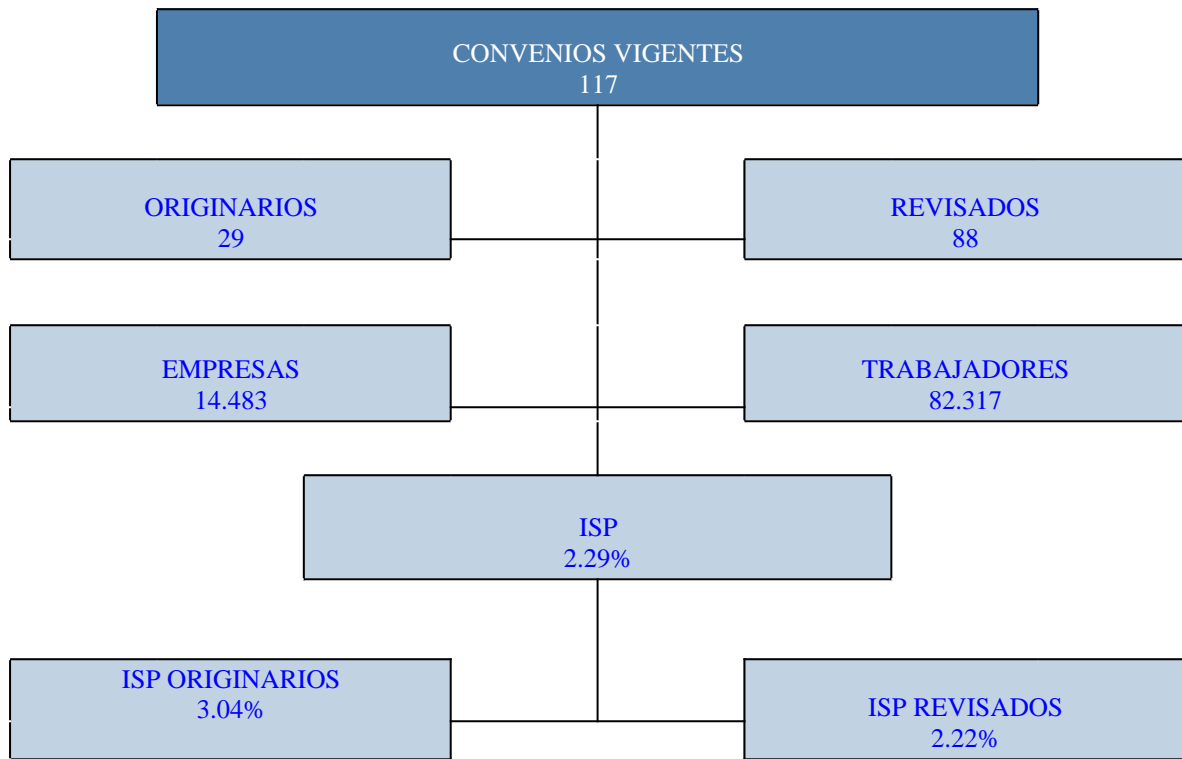 CONVENIOS VIGENTES
117
ORIGINARIOS
29
REVISADOS
88
EMPRESAS
14.483
TRABAJADORES
82.317
ISP
2.29%
ISP ORIGINARIOS
3.04%
ISP REVISADOS
2.22%